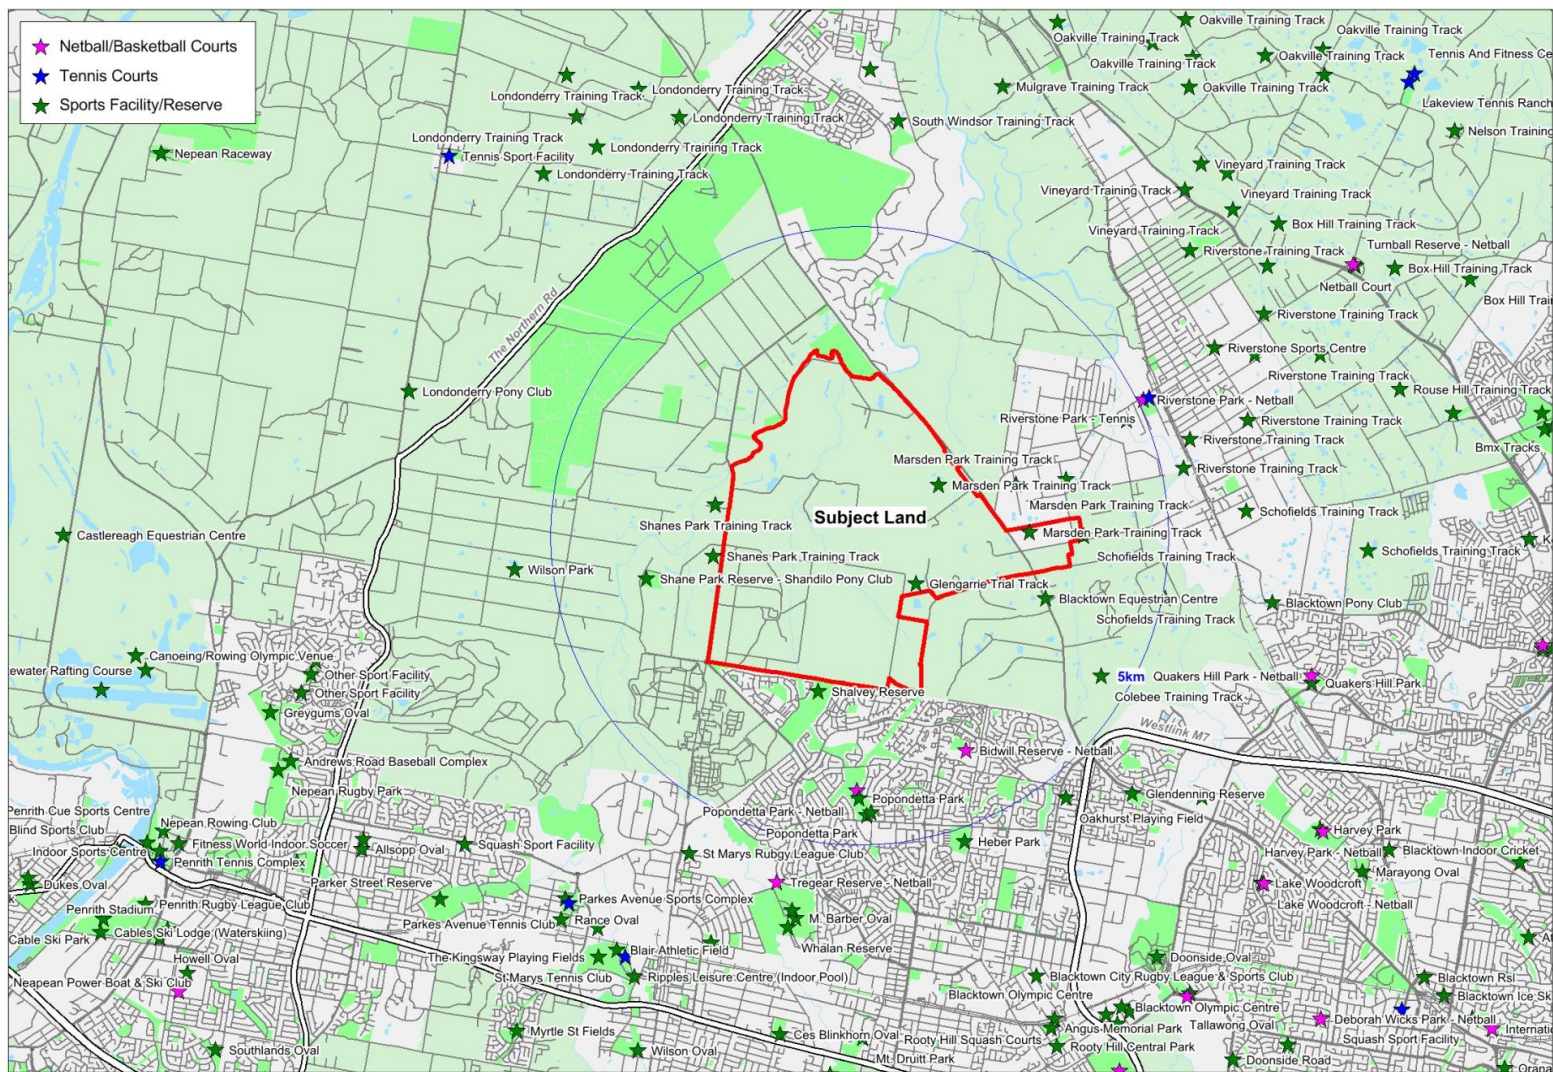 Netball/Basketball Courts
Tennis Courts
Sports Facility/Reserve
Oakville Training Track
Oakville Training Track
Oakville Training Track
Oakville Training Track
Oakville Training Track
Oakville Training Track
Tennis And Fitness Ce
Londonderry Training Track
Londonderry Training Track
Mulgrave Training Track
Lakeview Tennis Ranch
Londonderry Training Track
South Windsor Training Track
Nelson Training
Londonderry Training Track
Tennis Sport Facility
Londonderry Training Track
Londonderry Training Track
Nepean Raceway
Vineyard Training Track
Vineyard Training Track
Vineyard Training Track
Vineyard Training Track
Box Hill Training Track
Turnball Reserve - Netball
Riverstone Training Track
Box Hill Training Track
Netball Court
Box Hill Trai
Riverstone Training Track
The Northern Rd
Riverstone Sports Centre
Riverstone Training Track
Rouse Hill Training Track
Londonderry Pony Club
Riverstone Park - Netball
Riverstone Park - Tennis
Riverstone Training Track
Riverstone Training Track
Bmx Tracks
Marsden Park Training Track
Riverstone Training Track
Marsden Park Training Track
Marsden Park Training Track
Subject Land
Schofields Training Track
Shanes Park Training Track
Marsden Park Training Track
Castlereagh Equestrian Centre
Shanes Park Training Track
Schofields Training Track
Schofields Training Track
Wilson Park
Shane Park Reserve - Shandilo Pony Club
Glengarrie Trial Track
Blacktown Equestrian Centre
Blacktown Pony Club
Schofields Training Track
Canoeing/Rowing Olympic Venue
ewater Rafting Course
Other Sport Facility
Other Sport Facility
5km
Quakers Hill Park - Netball
Quakers Hill Park
Colebee Training Track
Shalvey Reserve
Greygums Oval
Westlink M7
Bidwill Reserve - Netball
Andrews Road Baseball Complex
Nepean Rugby Park
Popondetta Park
Glendenning Reserve
Penrith Cue Sports Centre
Popondetta Park - Netball
Oakhurst Playing Field
Blind Sports Club
Nepean Rowing Club
Popondetta Park
Harvey Park
Fitness World Indoor Soccer
Allsopp Oval
Squash Sport Facility
Heber Park
Indoor Sports Centre
Penrith Tennis Complex
St Marys Rubgy League Club
Harvey Park - Netball
Blacktown Indoor Cricket
Marayong Oval
Dukes Oval
Parker Street Reserve
Tregear Reserve - Netball
Lake Woodcroft
Lake Woodcroft - Netball
Penrith Stadium
Penrith Rugby League Club
Parkes Avenue Sports Complex
Rance Oval
Parkes Avenue Tennis Club
M. Barber Oval
Cable Ski Park
Cables Ski Lodge (Waterskiing)
Whalan Reserve
Howell Oval
The Kingsway Playing Fields
Blair Athletic Field
Doonside Oval
Neapean Power Boat & Ski Club
St Marys Tennis Club
Ripples Leisure Centre (Indoor Pool)
Blacktown City Rugby League & Sports Club
Blacktown Rsl
Blacktown Olympic Centre
Blacktown Ice Sk
Blacktown Olympic Centre
Deborah Wicks Park - Netball
Myrtle St Fields
Ces Blinkhorn Oval
Angus Memorial Park
Tallawong Oval
Internatio
Rooty Hill Squash Courts
Squash Sport Facility
Southlands Oval
Wilson Oval
Mt. Druitt Park
Rooty Hill Central Park
Doonside Road
Orana